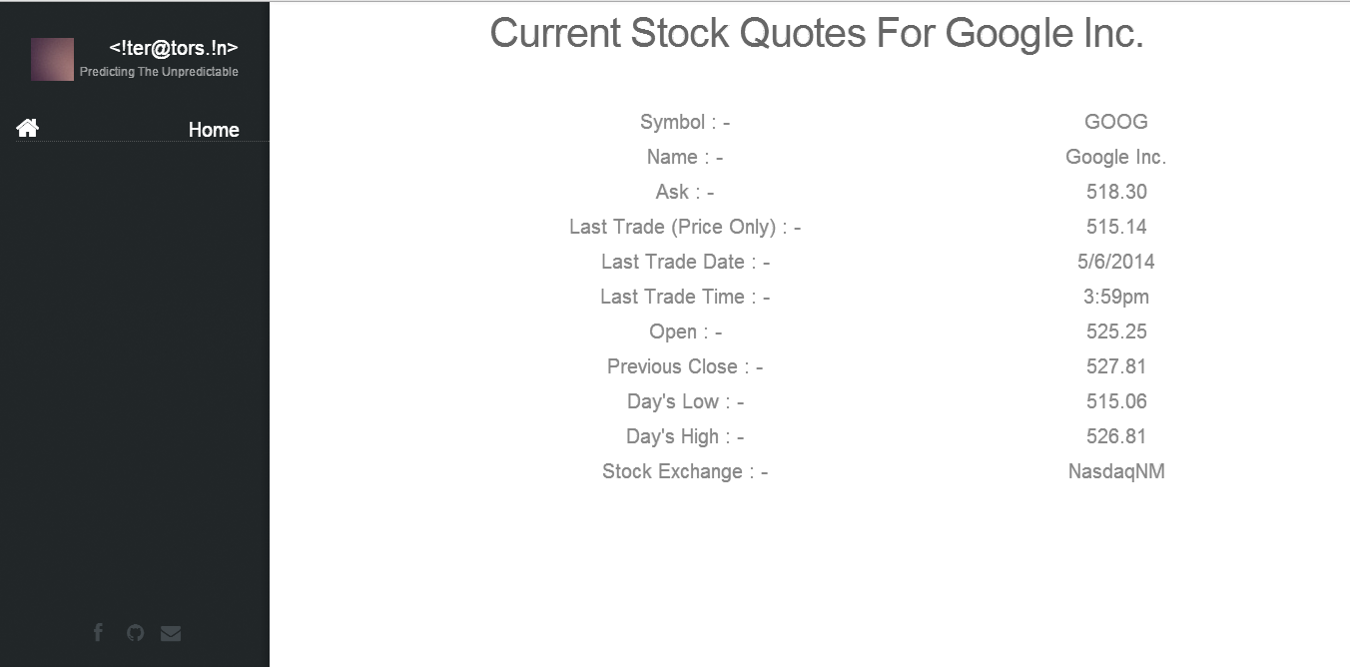 <!ter@tors.!n>
Predicting The Unpredictable
Home
Current Stock Quotes For Google Inc.
Symbol : - GOOG
Name : - Google Inc.
Ask : - 518.30
Last Trade (Price Only) : - 515.14
Last Trade Date : - 5/6/2014
Last Trade Time : - 3:59pm
Open : - 525.25
Previous Close : - 527.81
Day's Low : - 515.06
Day's High : - 526.81
Stock Exchange : - NasdaqNM